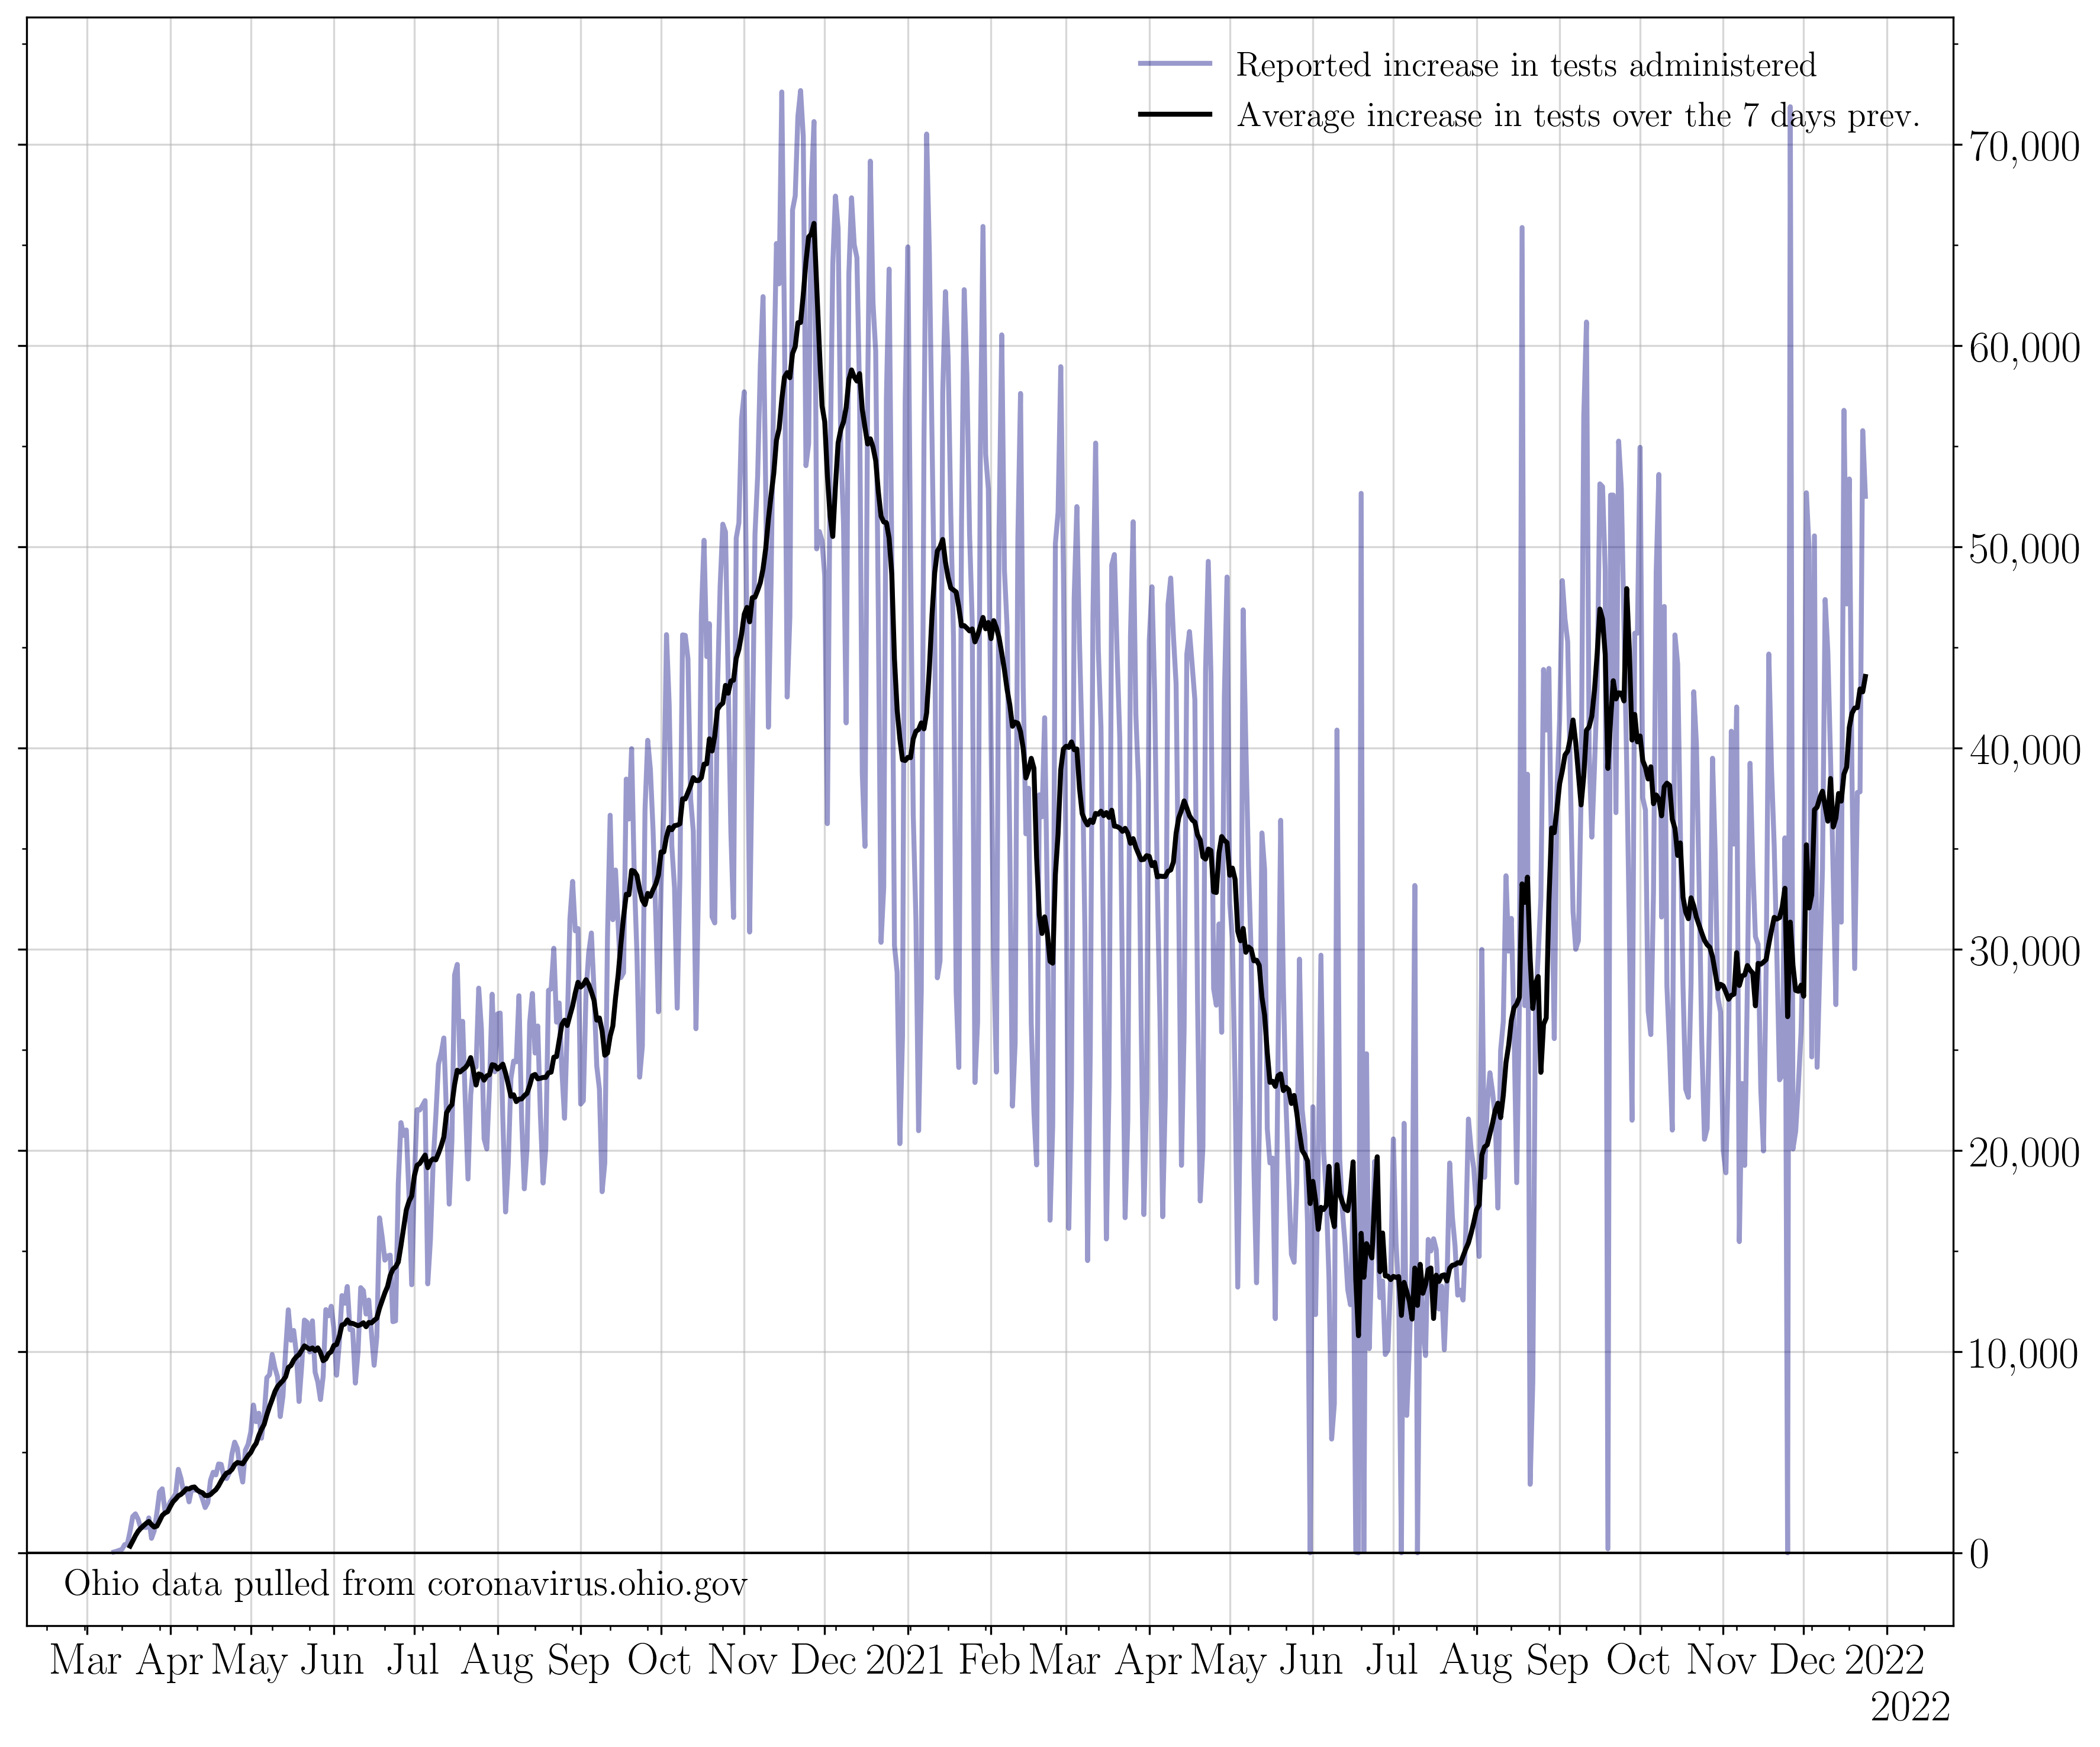 Reported increase in tests administered
Average increase in tests over the 7 days prev.
70,000
60,000
50,000
40,000
30,000
20,000
10,000
0
Ohio data pulled from coronavirus.ohio.gov
Mar Apr May Jun Jul Aug Sep Oct Nov Dec 2021 Feb Mar Apr May Jun Jul Aug Sep Oct Nov Dec 2022
2022